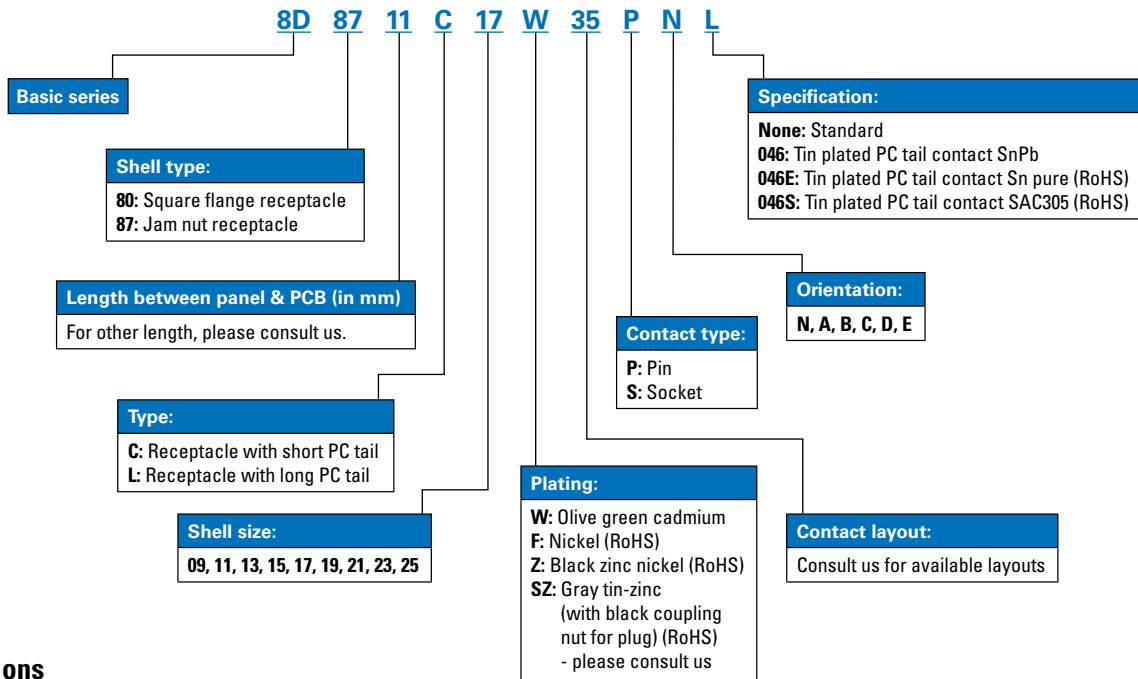 8D 87 11 C 17 W 35 P N L
Basic series
Specification:
None: Standard
046: Tin plated PC tail contact SnPb
046E: Tin plated PC tail contact Sn pure (RoHS)
046S: Tin plated PC tail contact SAC305 (RoHS)
Shell type:
80: Square flange receptacle
87: Jam nut receptacle
Orientation:
N, A, B, C, D, E
Length between panel & PCB (in mm)
For other length, please consult us.
Contact type:
P: Pin
S: Socket
Type:
C: Receptacle with short PC tail
L: Receptacle with long PC tail
Plating:
W: Olive green cadmium
F: Nickel (RoHS)
Z: Black zinc nickel (RoHS)
SZ: Gray tin-zinc
(with black coupling
nut for plug) (RoHS)
- please consult us
Shell size:
09, 11, 13, 15, 17, 19, 21, 23, 25
Contact layout:
Consult us for available layouts
ons